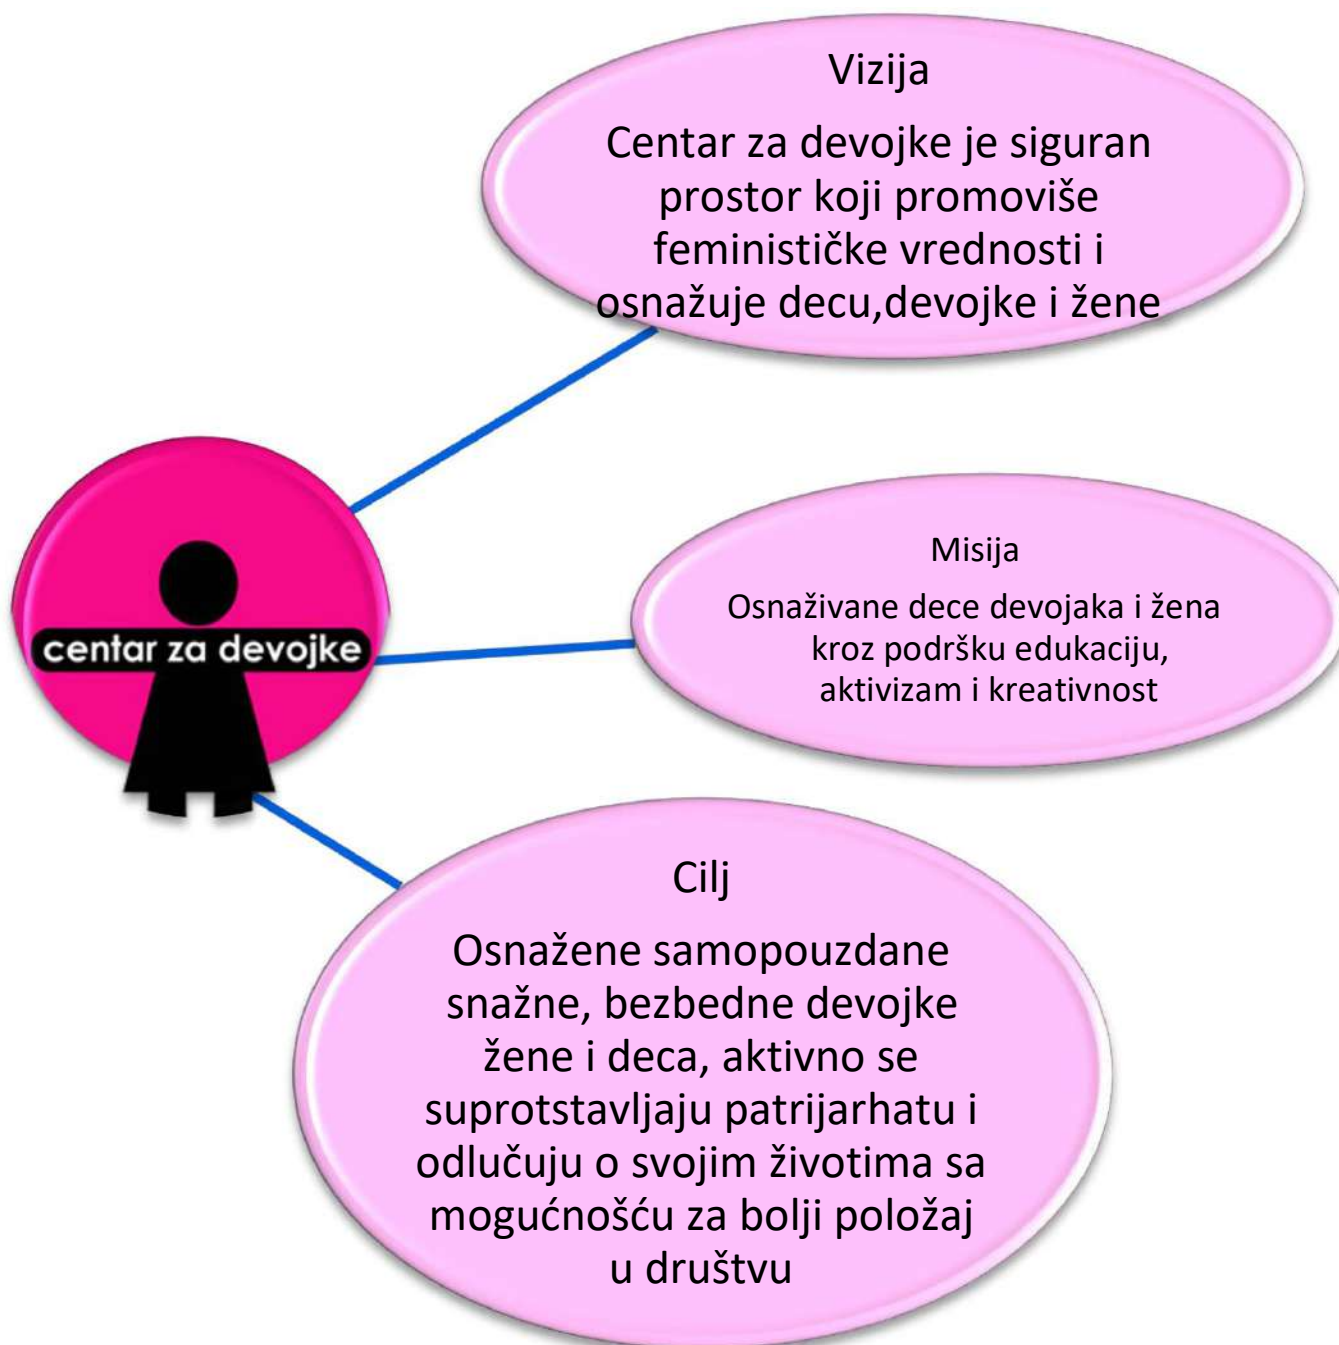 Vizija
Centar za devojke je siguran
prostor koji promoviše
feminističke vrednosti i
osnažuje decu,devojke i žene
centar za devojke
Misija
Osnaživane dece devojaka i žena
kroz podršku edukaciju,
aktivizam i kreativnost
Cilj
Osnažene samopouzdane
snažne, bezbedne devojke
žene i deca, aktivno se
suprotstavljaju patrijarhatu i
odlučuju o svojim životima sa
mogućnošću za bolji položaj
u društvu